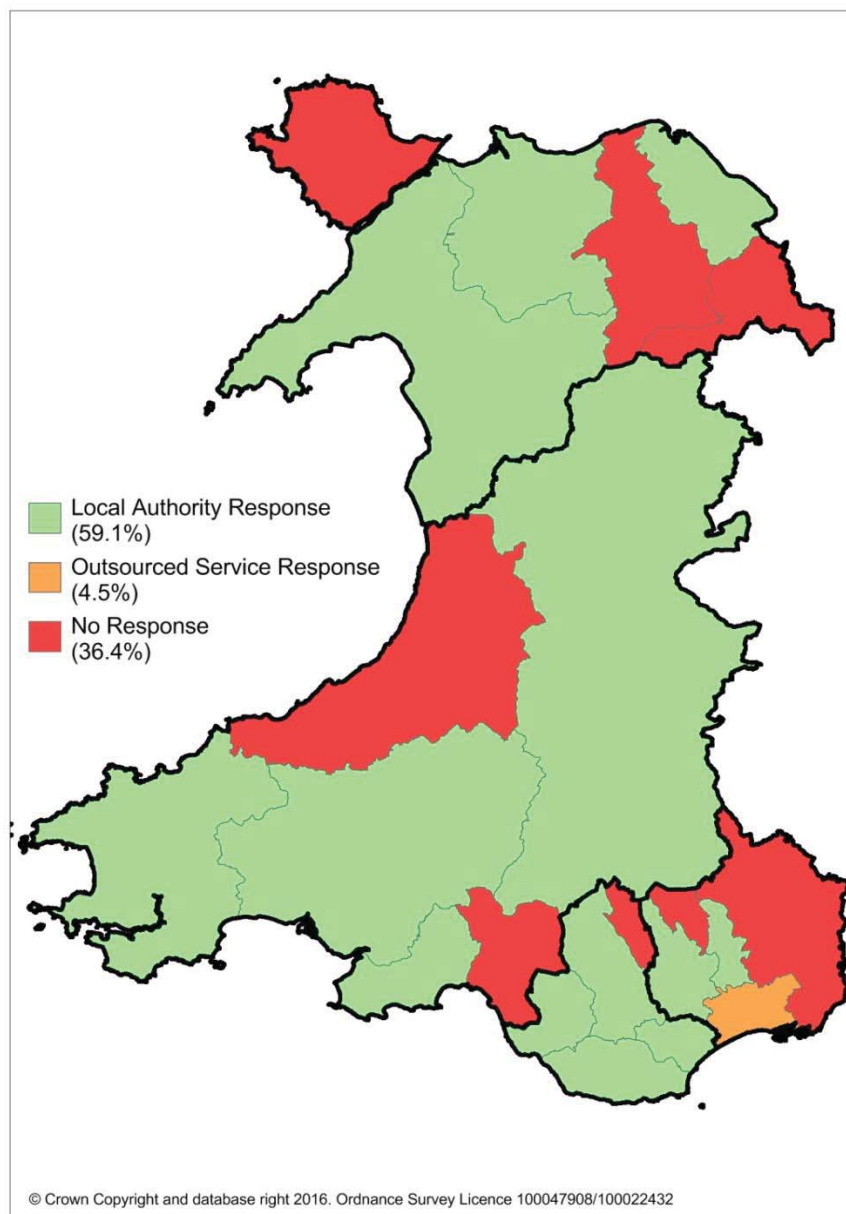 Local Authority Response
(59.1%)
Outsourced Service Response
(4.5%)
No Response
(36.4%)
© Crown Copyright and database right 2016. Ordnance Survey Licence 100047908/100022432